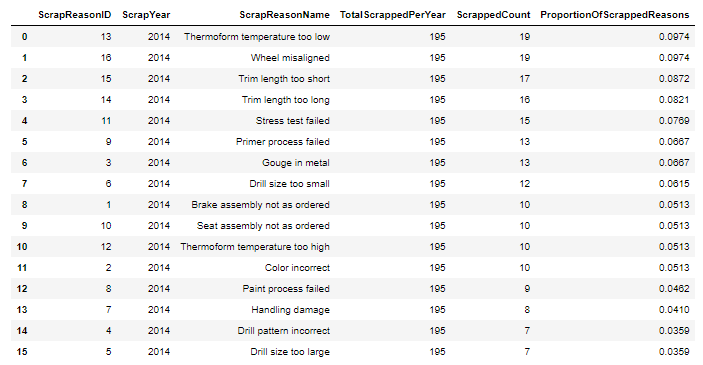 ScrapReasonID ScrapYear ScrapReasonName TotalScrappedPerYear ScrappedCount ProportionOfScrappedReasons
0 13 2014 Thermoform temperature too low 195 19 0.0974
1 16 2014 Wheel misaligned 195 19 0.0974
2 15 2014 Trim length too short 195 17 0.0872
3 14 2014 Trim length too long 195 16 0.0821
4 11 2014 Stress test failed 195 15 0.0769
5 9 2014 Primer process failed 195 13 0.0667
6 3 2014 Gouge in metal 195 13 0.0667
7 6 2014 Drill size too small 195 12 0.0615
8 1 2014 Brake assembly not as ordered 195 10 0.0513
9 10 2014 Seat assembly not as ordered 195 10 0.0513
10 12 2014 Thermoform temperature too high 195 10 0.0513
11 2 2014 Color incorrect 195 10 0.0513
12 8 2014 Paint process failed 195 9 0.0462
13 7 2014 Handling damage 195 8 0.0410
14 4 2014 Drill pattern incorrect 195 7 0.0359
15 5 2014 Drill size too large 195 7 0.0359